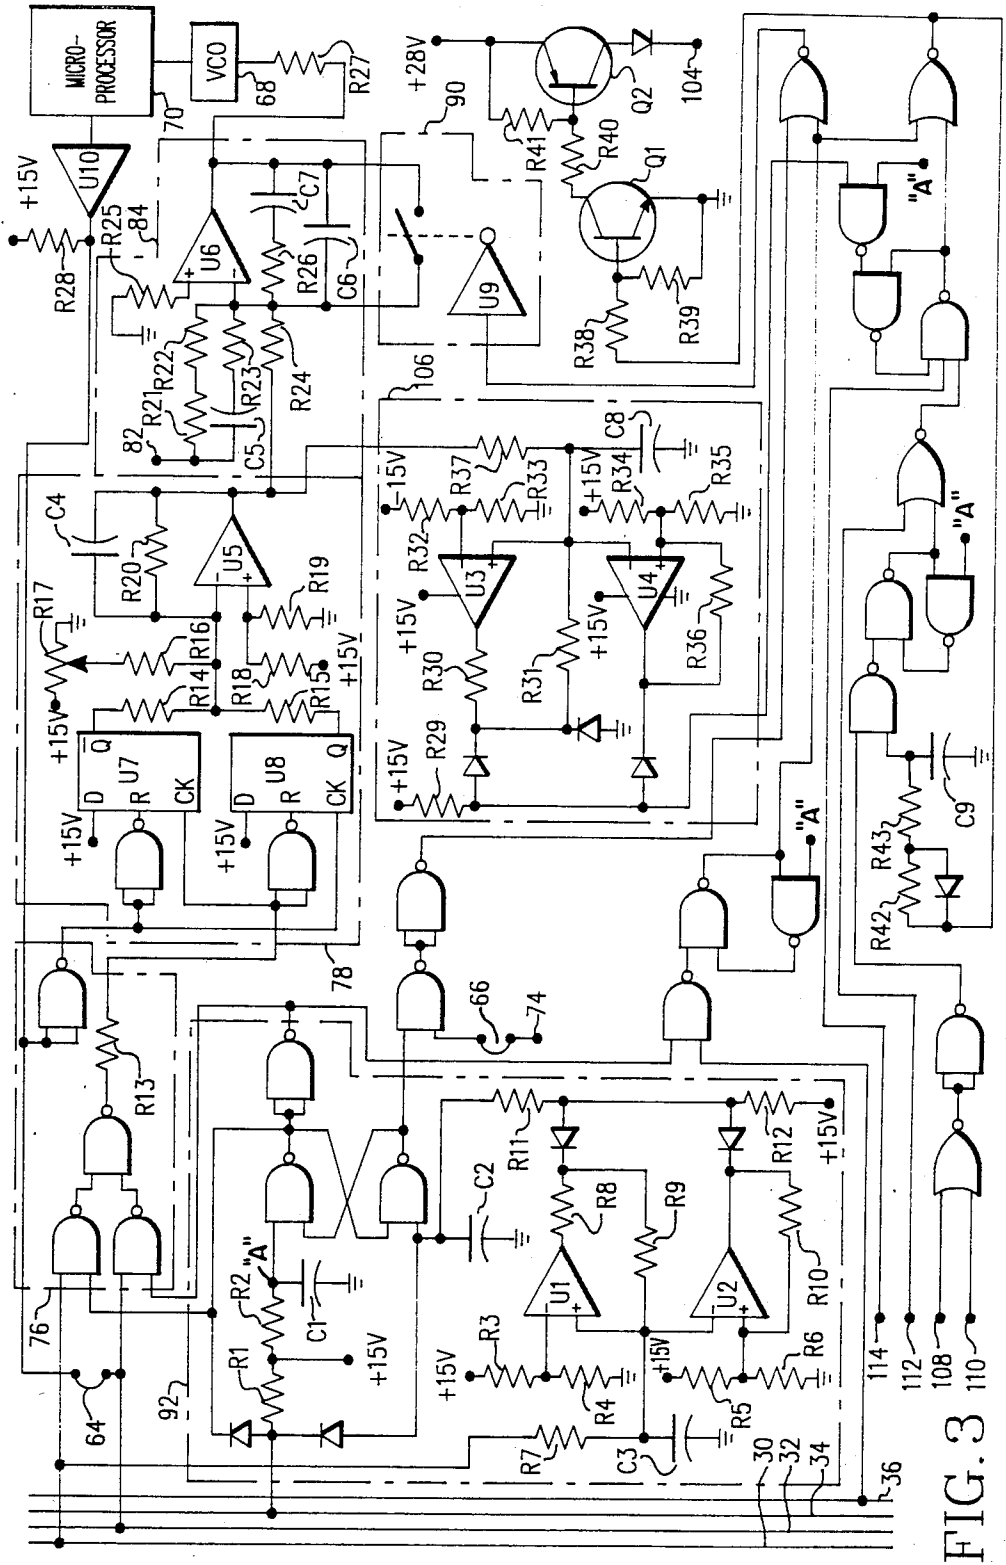 MICRO-
PROCESSOR
70
VCO
68
R27
+15V
U10
R28
R25
84
U6
R22
R21
82
R23
C5
R24
R26
C7
C6
+28V
90
R41
Q2
104
R40
Q1
U9
R38
R39
"A"
106
C4
R20
U5
R17
+15V
R16
R14
R18
R15
+15V
R19
Q
D
U7
R
CK
+15V
D
U8
R
CK
Q
+15V
78
R37
-15V
R33
R32
+15V
R34
R35
C8
U3
U4
+15V
+15V
R30
R31
R36
R29
+15V
"A"
"A"
R43
R42
C9
R13
76
64
66
74
92
R1
R2
"A"
C1
+15V
C2
R11
R12
+15V
R8
R9
U1
U2
R10
R3
+15V
R4
+15V
R5
R6
R7
C3
30
32
34
36
114
112
108
110
FIG. 3